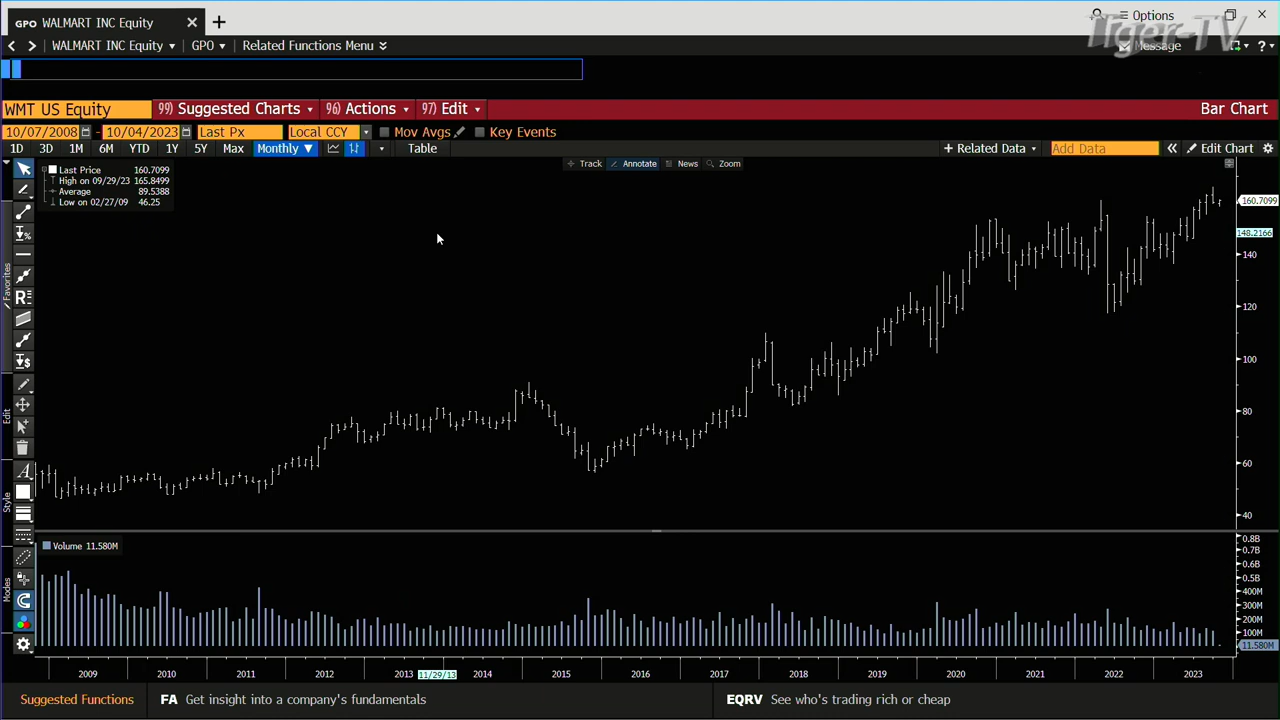 GPO WALMART INC Equity
Options
WALMART INC Equity GPO Related Functions Menu
Message
Tiger-TV
WMT US Equity 99) Suggested Charts 96) Actions 97) Edit Bar Chart
10/07/2008 - 10/04/2023 Last Px Local CCY Mov Avgs Key Events
1D 3D 1M 6M YTD 1Y 5Y Max Monthly ▼ Table + Related Data Add Data Edit Chart
Track Annotate News Zoom
Last Price 160.7099
High on 09/29/23 165.8499
Average 89.5388
Low on 02/27/09 46.25
160.7099
148.2166
140
120
100
80
60
40
Favorites
Edit
Style
Modes
Volume 11.580M
0.8B
0.7B
0.6B
0.5B
400M
300M
200M
100M
11.580M
2009 2010 2011 2012 2013 11/29/13 2014 2015 2016 2017 2018 2019 2020 2021 2022 2023
Suggested Functions FA Get insight into a company's fundamentals EQRV See who's trading rich or cheap